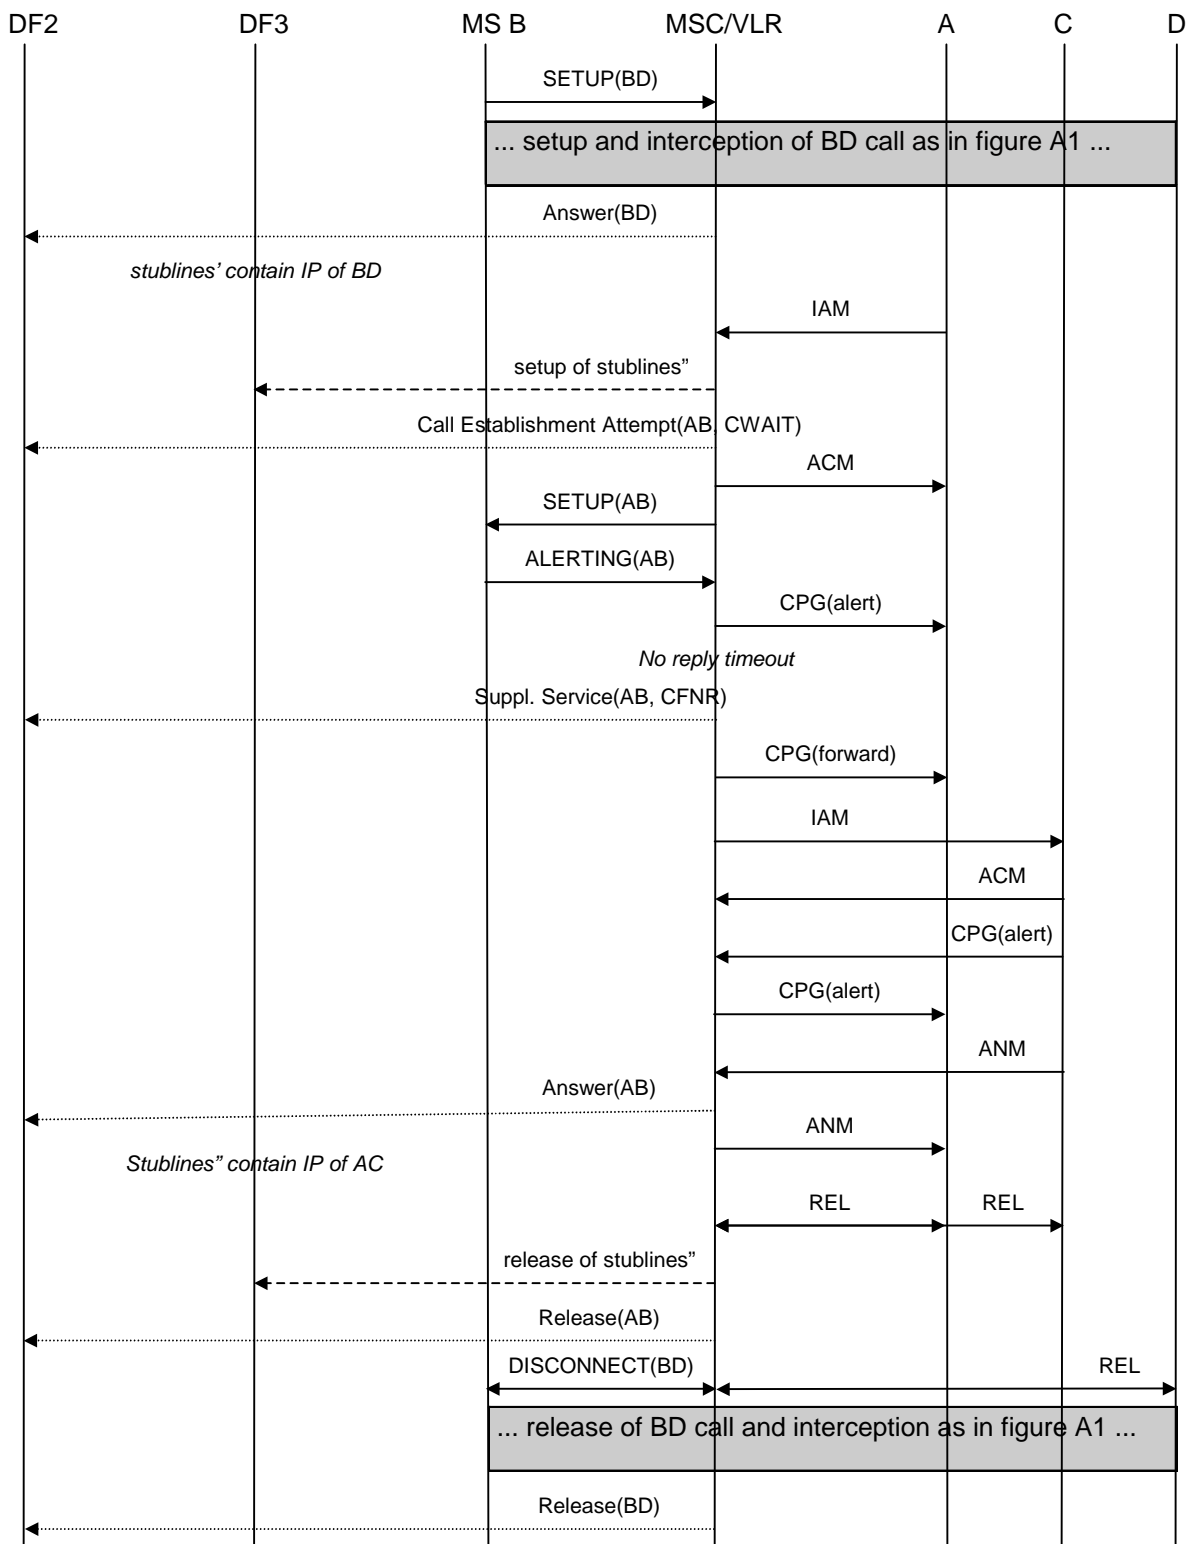 DF2 DF3 MS B MSC/VLR A C D
SETUP(BD)
... setup and interception of BD call as in figure A1 ...
Answer(BD)
stublines’ contain IP of BD
IAM
setup of stublines”
Call Establishment Attempt(AB, CWAIT)
ACM
SETUP(AB)
ALERTING(AB)
CPG(alert)
No reply timeout
Suppl. Service(AB, CFNR)
CPG(forward)
IAM
ACM
CPG(alert)
CPG(alert)
ANM
Answer(AB)
ANM
Stublines” contain IP of AC
REL REL
release of stublines”
Release(AB)
DISCONNECT(BD) REL
... release of BD call and interception as in figure A1 ...
Release(BD)